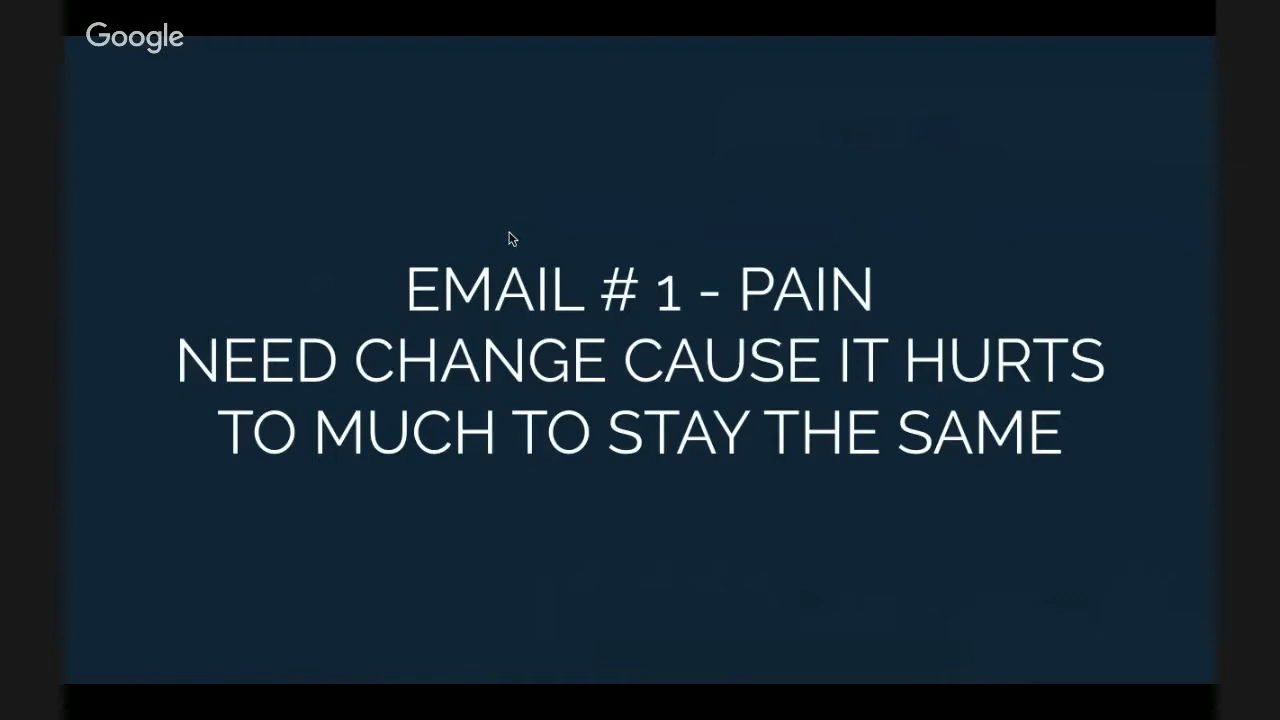 Google
EMAIL # 1 - PAIN
NEED CHANGE CAUSE IT HURTS
TO MUCH TO STAY THE SAME